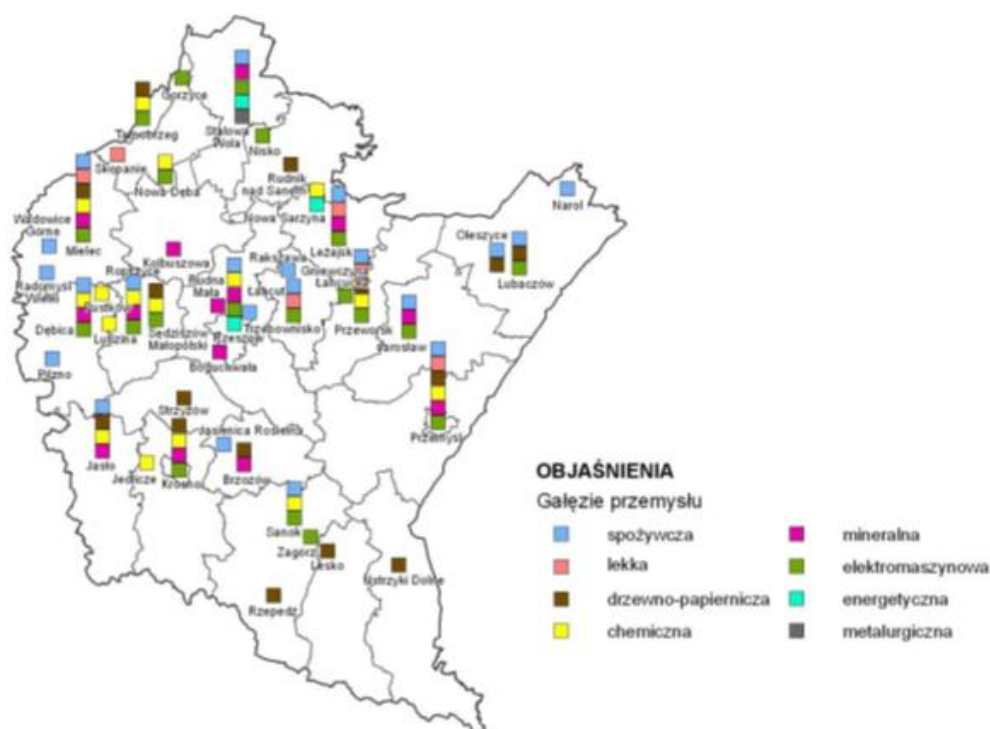 Gorzyce
Tarnobrzeg
Stalowa
Wola
Nisko
Skopanie
Nowa Dęba
Rudnik
nad Sanem
Nowa Sarzyna
Narol
Wadowice
Górne
Mielec
Kolbuszowa
Leżajsk
Oleszyce
Lubaczów
Radomyśl
Wielki
Ropczyce
Rudna
Mała
Rakszawa
Łańcut
Gniewczyna
Łańcucka
Dębica
Pustków
Lubzina
Sędziszów
Małopolski
Trzebownisko
Rzeszów
Przeworsk
Jarosław
Boguchwała
Pilzno
Strzyżów
Jasienica Rosielna
Przemyśl
Jasło
Jedlicze
Krosno
Brzozów
Sanok
Zagórz
Lesko
Ustrzyki Dolne
Rzepedź
OBJAŚNIENIA
Gałęzie przemysłu
spożywcza
lekka
drzewno-papiernicza
chemiczna
mineralna
elektromaszynowa
energetyczna
metalurgiczna